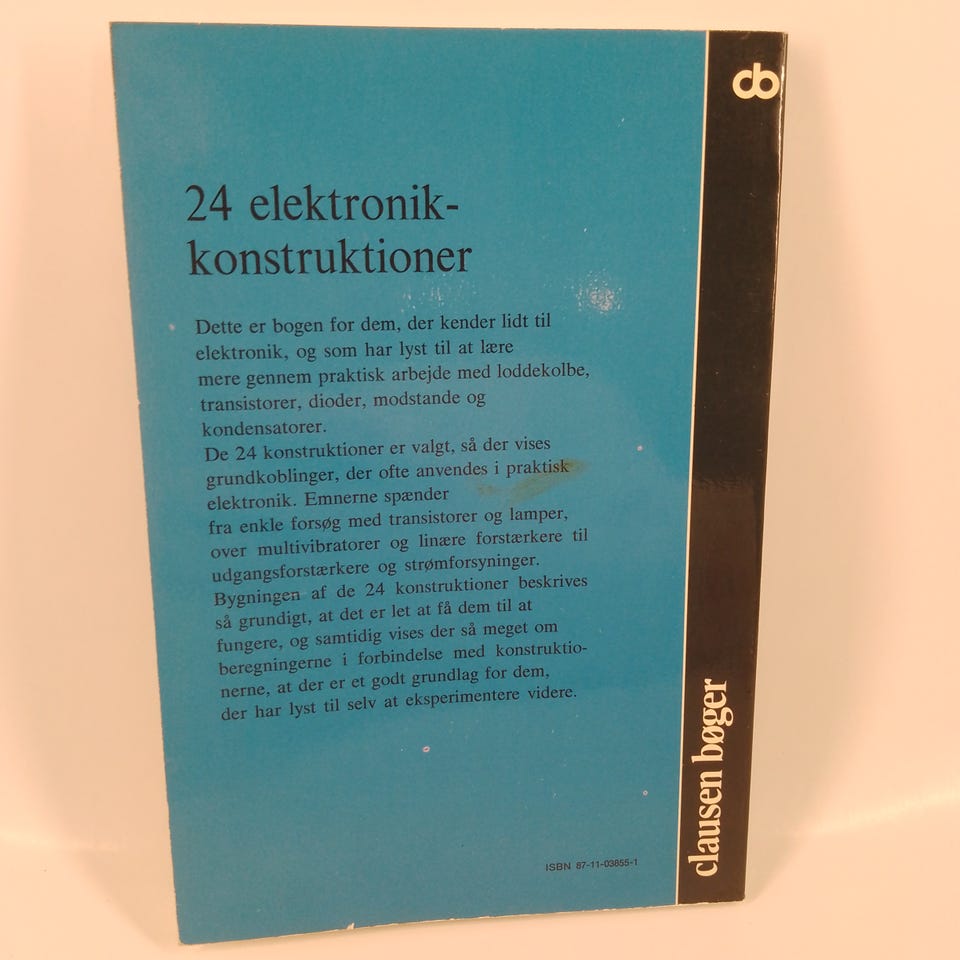 24 elektronik-
konstruktioner
Dette er bogen for dem, der kender lidt til
elektronik, og som har lyst til at lære
mere gennem praktisk arbejde med loddekolbe,
transistorer, dioder, modstande og
kondensatorer.
De 24 konstruktioner er valgt, så der vises
grundkoblinger, der ofte anvendes i praktisk
elektronik. Emnerne spænder
fra enkle forsøg med transistorer og lamper,
over multivibratorer og linære forstærkere til
udgangsforstærkere og strømforsyninger.
Bygningen af de 24 konstruktioner beskrives
så grundigt, at det er let at få dem til at
fungere, og samtidig vises der så meget om
beregningerne i forbindelse med konstruktio-
nerne, at der er et godt grundlag for dem,
der har lyst til selv at eksperimentere videre.
ISBN 87-11-03855-1
cb
clausen bøger